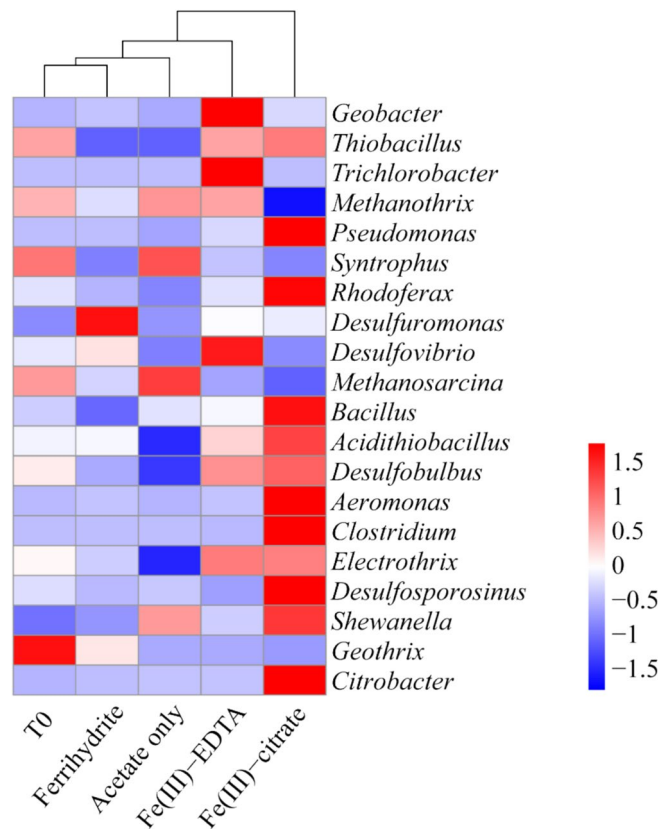 Geobacter
Thiobacillus
Trichlorobacter
Methanothrix
Pseudomonas
Syntrophus
Rhodoferax
Desulfuromonas
Desulfovibrio
Methanosarcina
Bacillus
Acidithiobacillus
Desulfobulbus
Aeromonas
Clostridium
Electrothrix
Desulfosporosinus
Shewanella
Geothrix
Citrobacter
T0
Ferrihydrite
Acetate only
Fe(III)−EDTA
Fe(III)−citrate
1.5
1
0.5
0
−0.5
−1
−1.5